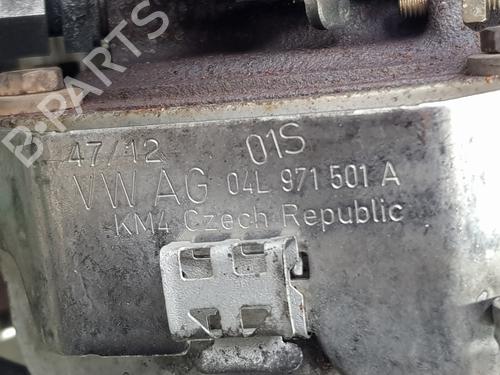 B-PARTS
47/12 01S
VW AG 04L 971 501 A
KM4 Czech Republic